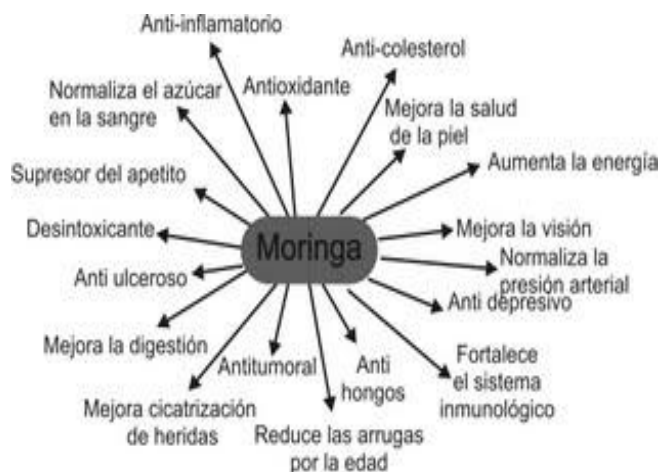 Anti-inflamatorio
Anti-colesterol
Normaliza el azúcar
en la sangre
Antioxidante
Mejora la salud
de la piel
Aumenta la energía
Supresor del apetito
Desintoxicante
Moringa
Mejora la visión
Normaliza la
presión arterial
Anti ulceroso
Anti depresivo
Mejora la digestión
Antitumoral
Anti
hongos
Fortalece
el sistema
inmunológico
Mejora cicatrización
de heridas
Reduce las arrugas
por la edad